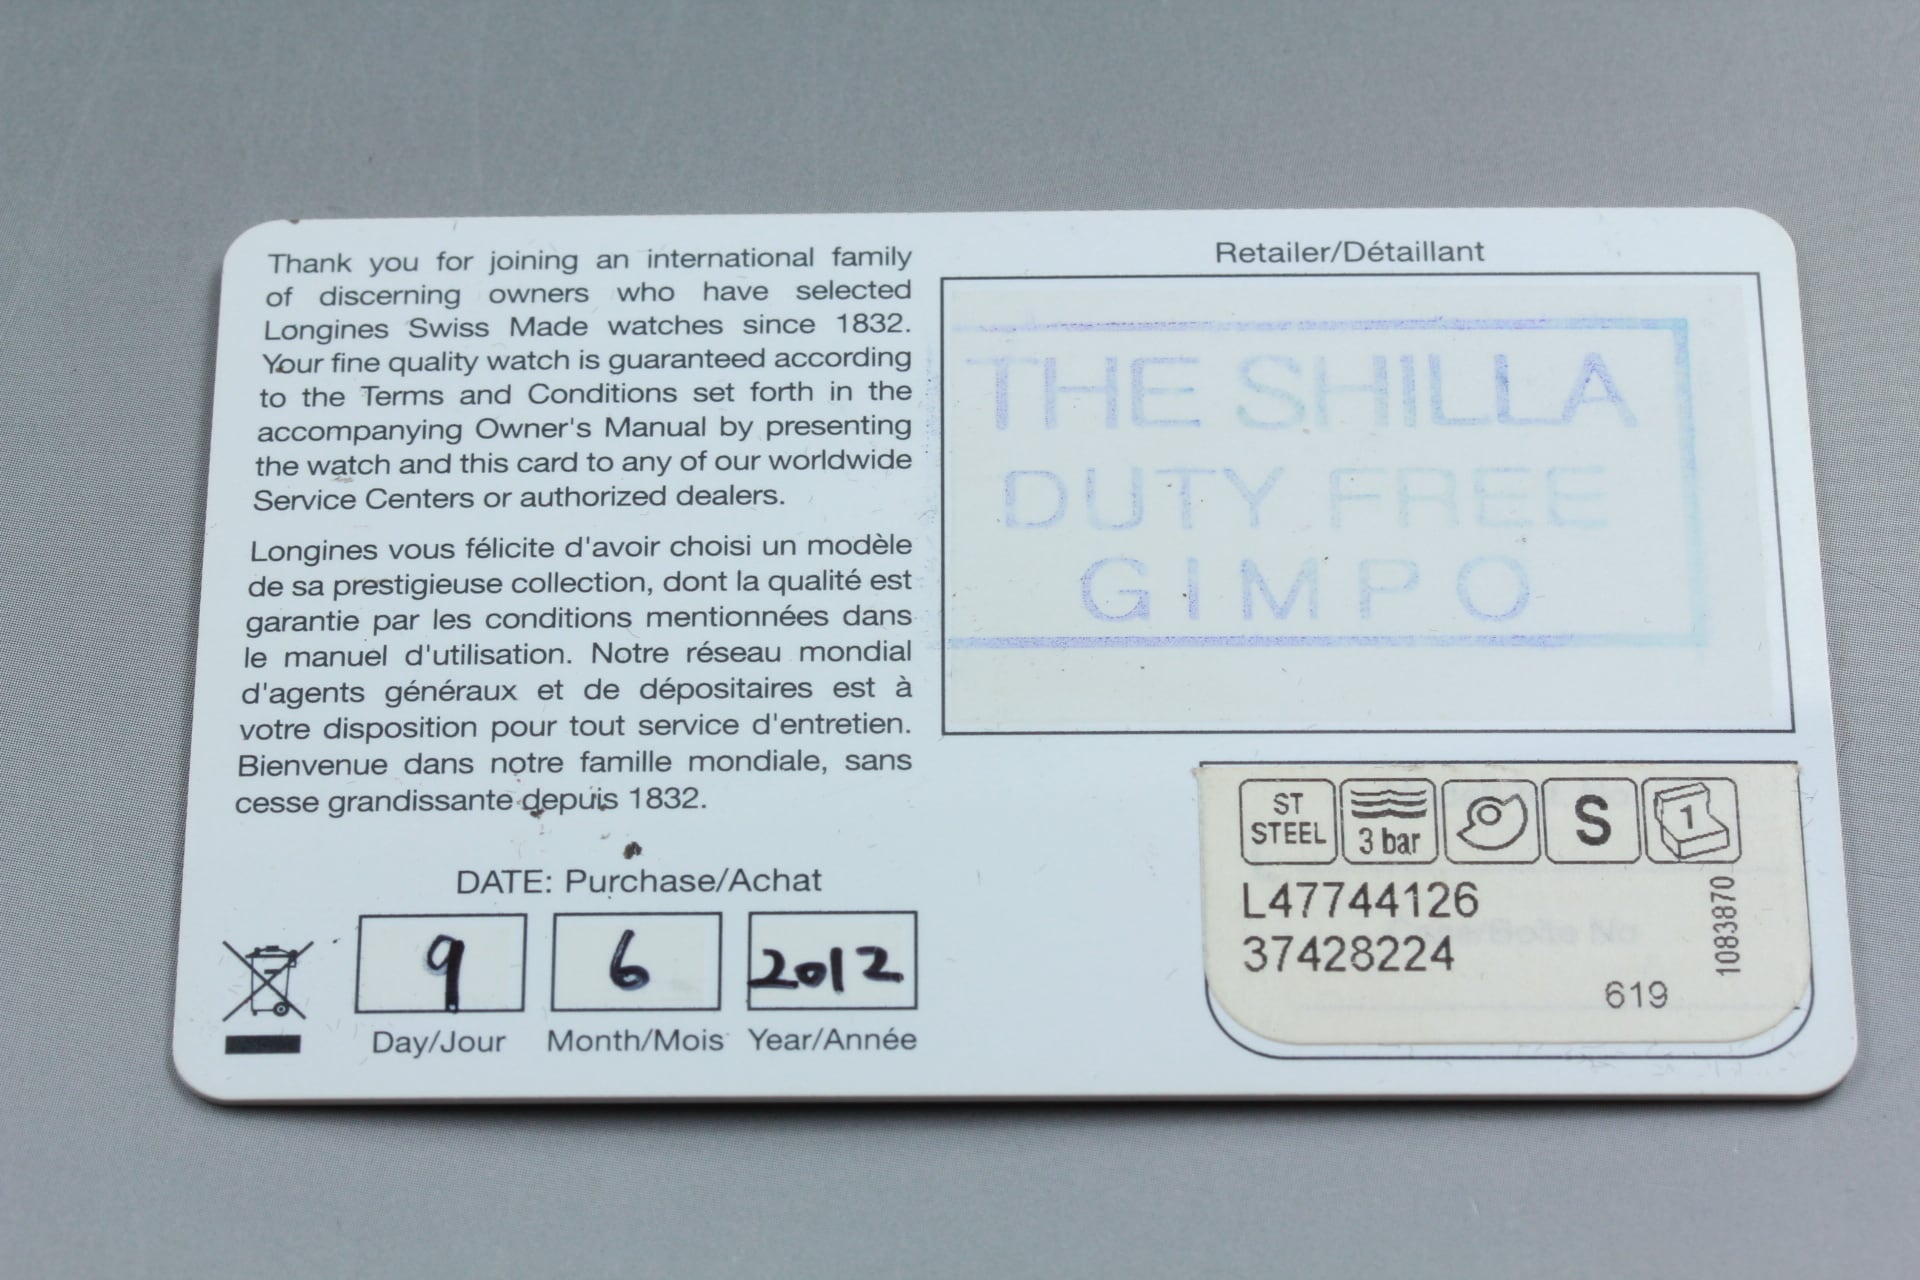 Thank you for joining an international family
of discerning owners who have selected
Longines Swiss Made watches since 1832.
Your fine quality watch is guaranteed according
to the Terms and Conditions set forth in the
accompanying Owner's Manual by presenting
the watch and this card to any of our worldwide
Service Centers or authorized dealers.
Longines vous félicite d'avoir choisi un modèle
de sa prestigieuse collection, dont la qualité est
garantie par les conditions mentionnées dans
le manuel d'utilisation. Notre réseau mondial
d'agents généraux et de dépositaires est à
votre disposition pour tout service d'entretien.
Bienvenue dans notre famille mondiale, sans
cesse grandissante depuis 1832.
DATE: Purchase/Achat
9 6 2012
Day/Jour Month/Mois Year/Année
Retailer/Détaillant
THE SHILLA
DUTY FREE
GIMPO
ST STEEL 3 bar S 1
L47744126
37428224
619
1083870